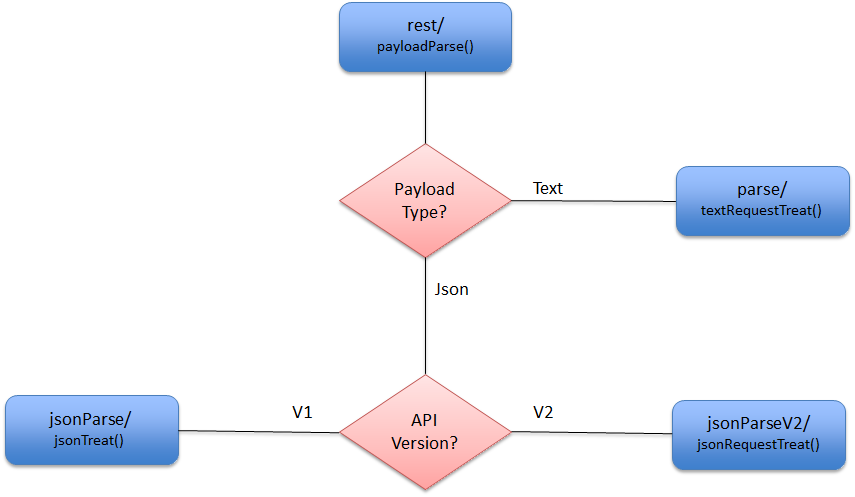 rest/
payloadParse()
Payload
Type?
Text
parse/
textRequestTreat()
Json
jsonParse/
jsonTreat()
V1
API
Version?
V2
jsonParseV2/
jsonRequestTreat()